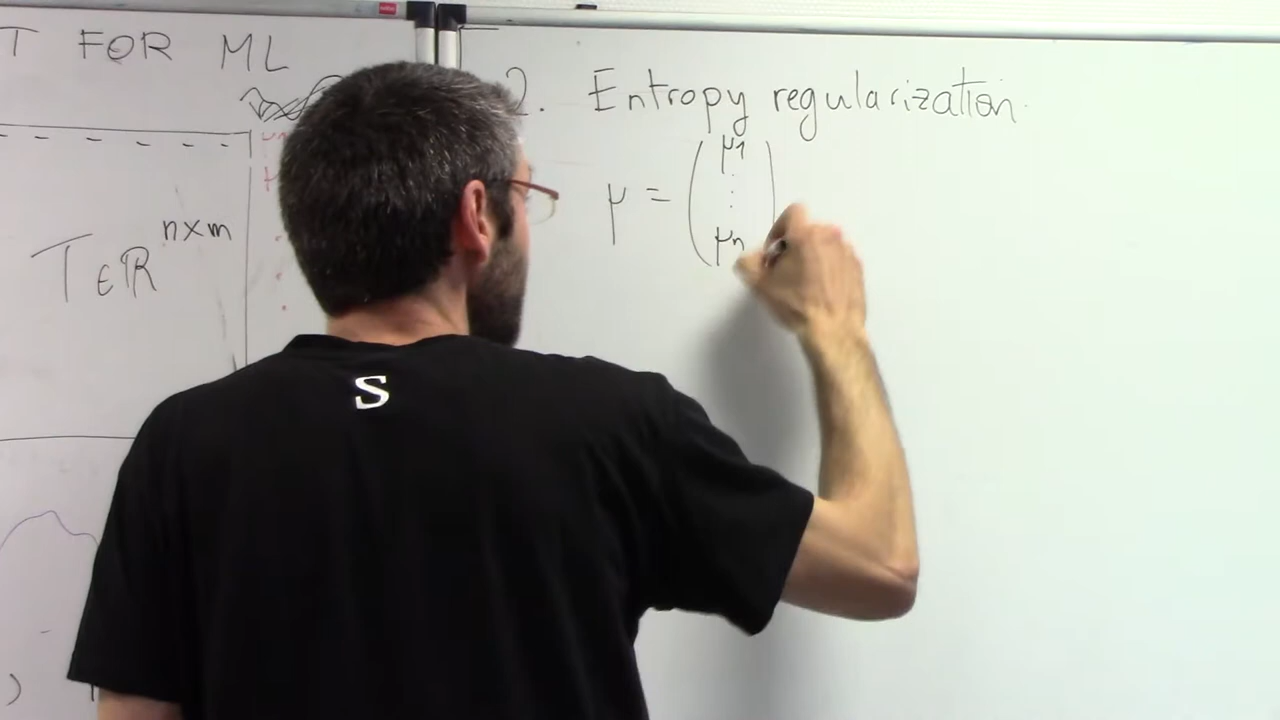 T FOR ML
T ∈ ℝ^{n×m}
2. Entropy regularization.
μ = ( μ1
⋮
μn )
S
)